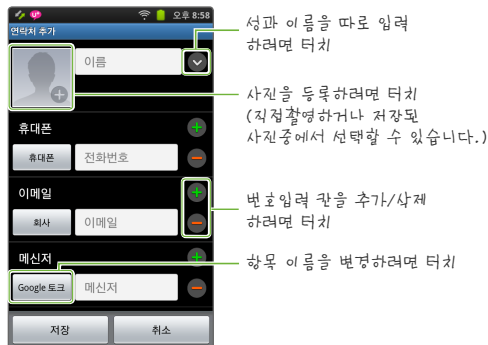 오후 8:58
연락처 추가
이름
휴대폰
휴대폰
전화번호
이메일
회사
이메일
메신저
Google 토크
메신저
저장
취소
성과 이름을 따로 입력
하려면 터치
사진을 등록하려면 터치
(직접촬영하거나 저장된
사진중에서 선택할 수 있습니다.)
번호입력 칸을 추가/삭제
하려면 터치
항목 이름을 변경하려면 터치